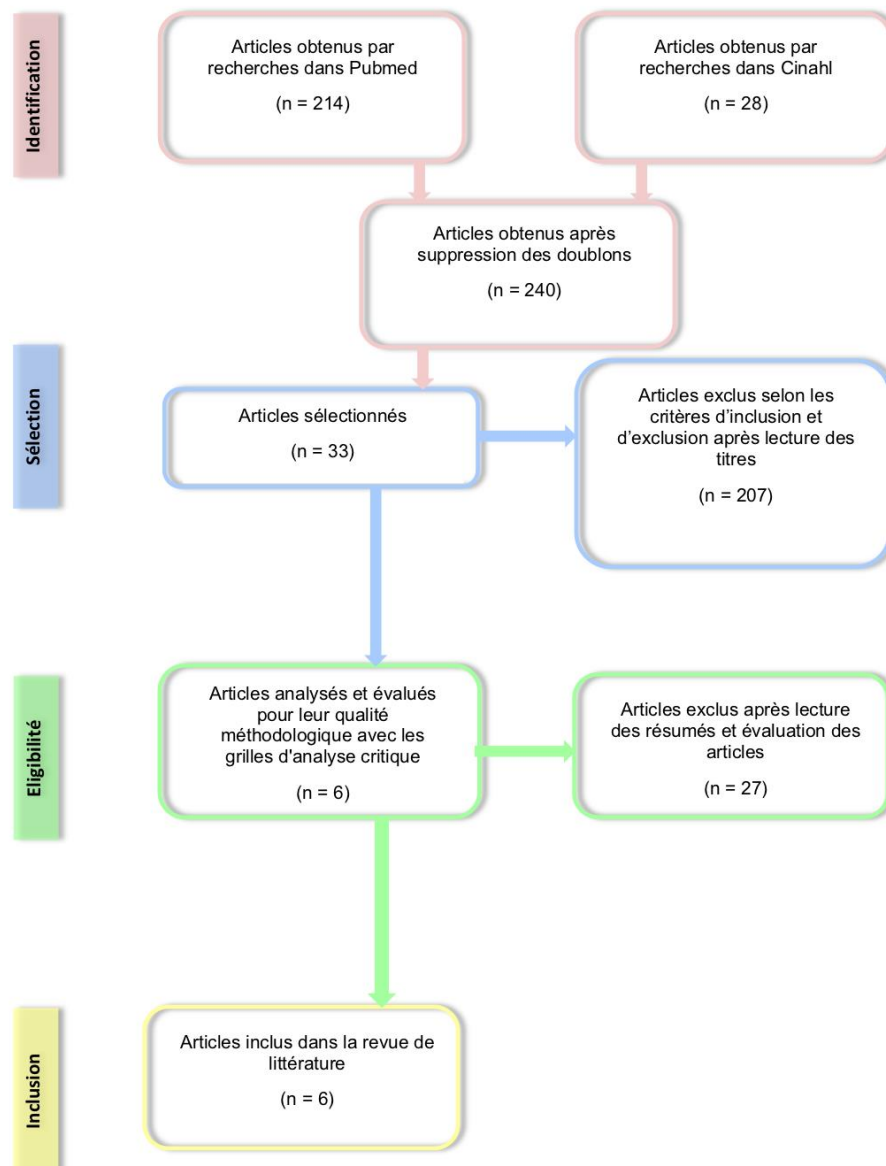 Identification
Articles obtenus par
recherches dans Pubmed
(n = 214)
Articles obtenus par
recherches dans Cinahl
(n = 28)
Articles obtenus après
suppression des doublons
(n = 240)
Sélection
Articles sélectionnés
(n = 33)
Articles exclus selon les
critères d’inclusion et
d’exclusion après lecture des
titres
(n = 207)
Eligibilité
Articles analysés et évalués
pour leur qualité
méthodologique avec les
grilles d'analyse critique
(n = 6)
Articles exclus après lecture
des résumés et évaluation des
articles
(n = 27)
Inclusion
Articles inclus dans la revue de
littérature
(n = 6)